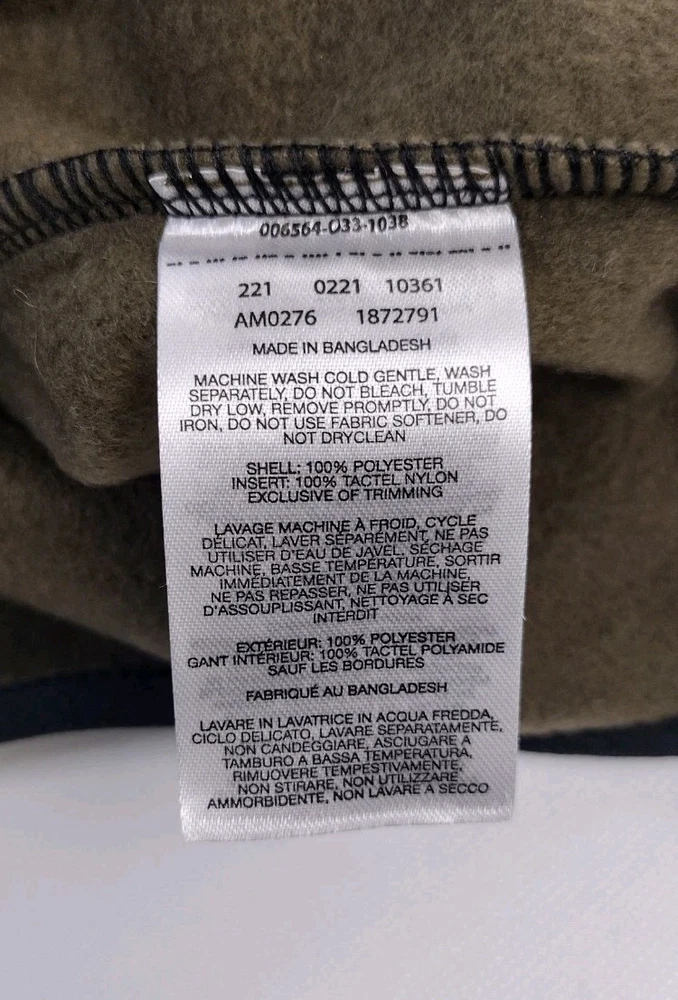 006564-033-1038
221 0221 10361
AM0276 1872791
MADE IN BANGLADESH
MACHINE WASH COLD GENTLE, WASH
SEPARATELY, DO NOT BLEACH, TUMBLE
DRY LOW, REMOVE PROMPTLY, DO NOT
IRON, DO NOT USE FABRIC SOFTENER, DO
NOT DRYCLEAN
SHELL: 100% POLYESTER
INSERT: 100% TACTEL NYLON
EXCLUSIVE OF TRIMMING
LAVAGE MACHINE À FROID, CYCLE
DÉLICAT, LAVER SÉPARÉMENT, NE PAS
UTILISER D'EAU DE JAVEL, SÉCHAGE
MACHINE, BASSE TEMPÉRATURE, SORTIR
IMMÉDIATEMENT DE LA MACHINE,
NE PAS REPASSER, NE PAS UTILISER
D'ASSOUPLISSANT, NETTOYAGE À SEC
INTERDIT
EXTÉRIEUR: 100% POLYESTER
GANT INTÉRIEUR: 100% TACTEL POLYAMIDE
SAUF LES BORDURES
FABRIQUÉ AU BANGLADESH
LAVARE IN LAVATRICE IN ACQUA FREDDA,
CICLO DELICATO, LAVARE SEPARATAMENTE,
NON CANDEGGIARE, ASCIUGARE A
TAMBURO A BASSA TEMPERATURA,
RIMUOVERE TEMPESTIVAMENTE,
NON STIRARE, NON UTILIZZARE
AMMORBIDENTE, NON LAVARE A SECCO